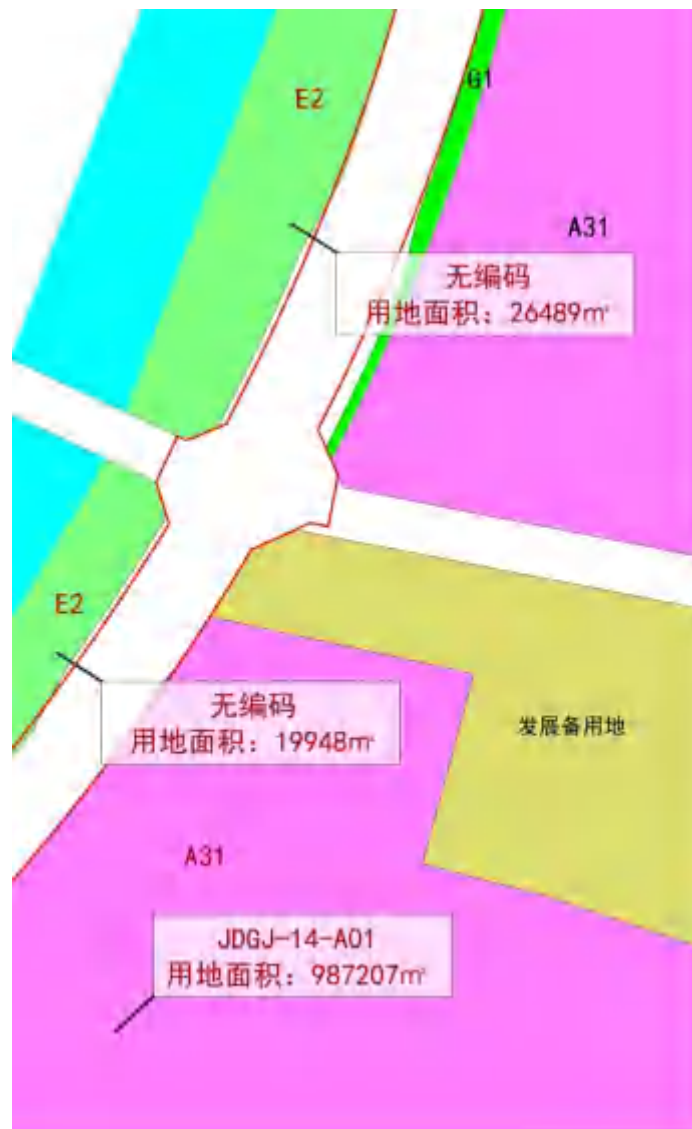 G1
E2
A31
无编码
用地面积：26489㎡
E2
无编码
用地面积：19948㎡
发展备用地
A31
JDGJ-14-A01
用地面积：987207㎡